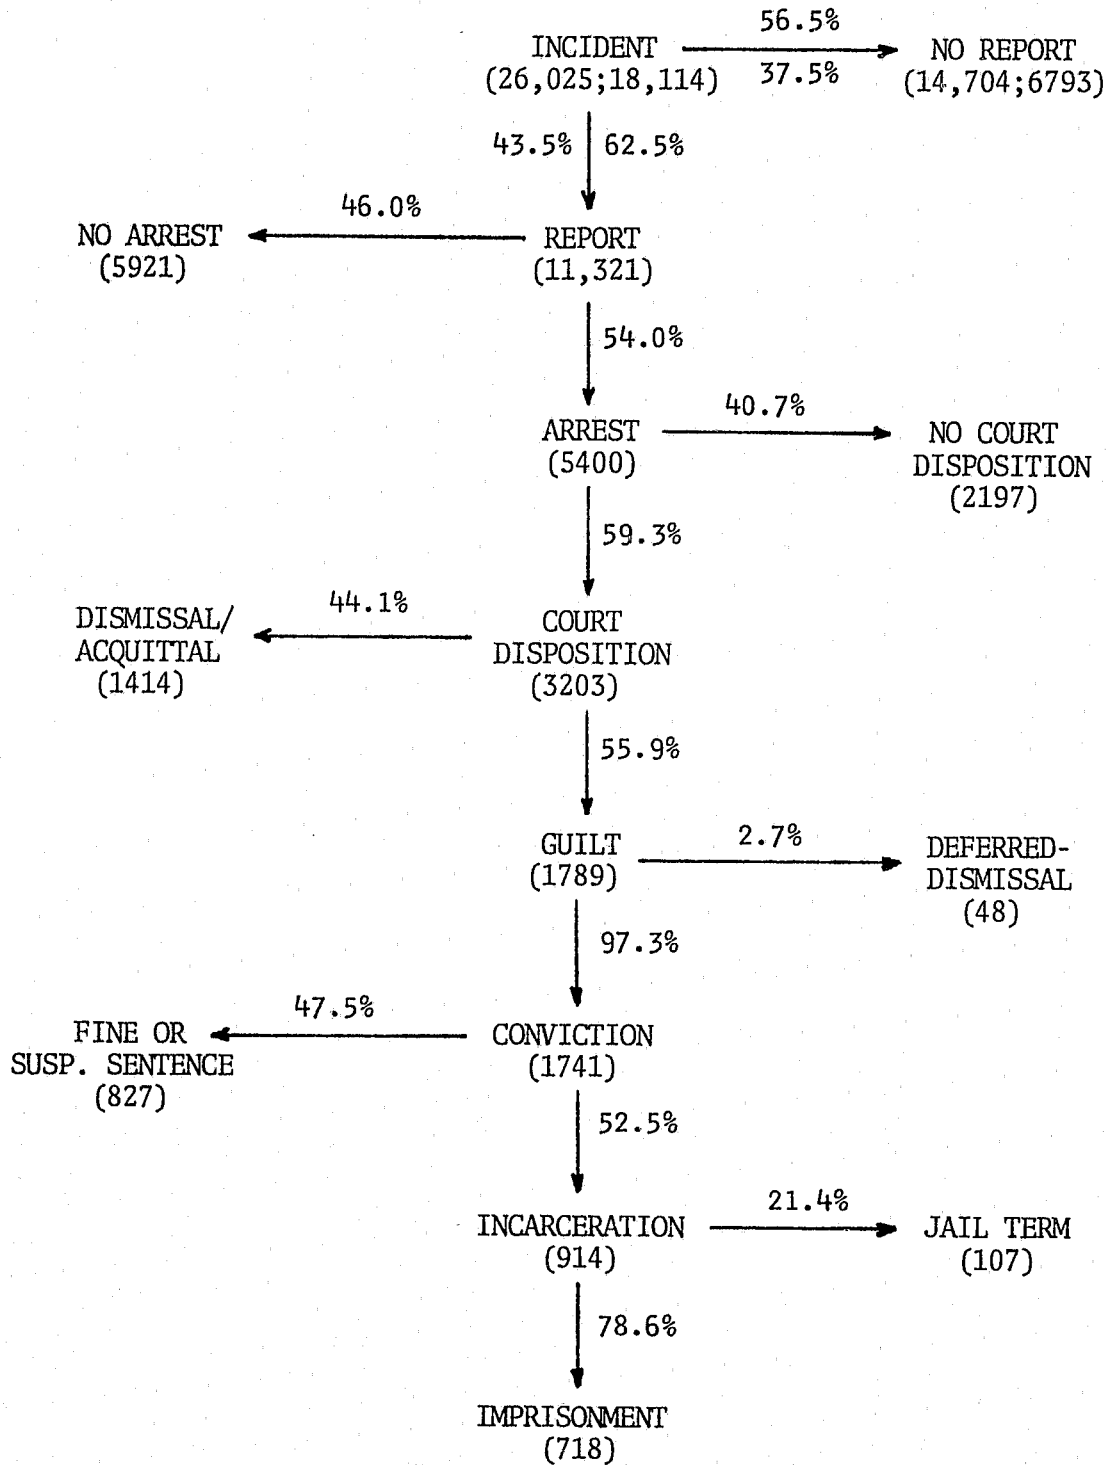 56.5%
INCIDENT
NO REPORT
(26,025;18,114)
37.5%
(14,704;6793)
43.5%
62.5%
46.0%
NO ARREST
(5921)
REPORT
(11,321)
54.0%
40.7%
ARREST
(5400)
NO COURT
DISPOSITION
(2197)
59.3%
44.1%
DISMISSAL/
ACQUITTAL
(1414)
COURT
DISPOSITION
(3203)
55.9%
GUILT
(1789)
2.7%
DEFERRED-
DISMISSAL
(48)
97.3%
47.5%
FINE OR
SUSP. SENTENCE
(827)
CONVICTION
(1741)
52.5%
21.4%
INCARCERATION
(914)
JAIL TERM
(107)
78.6%
IMPRISONMENT
(718)